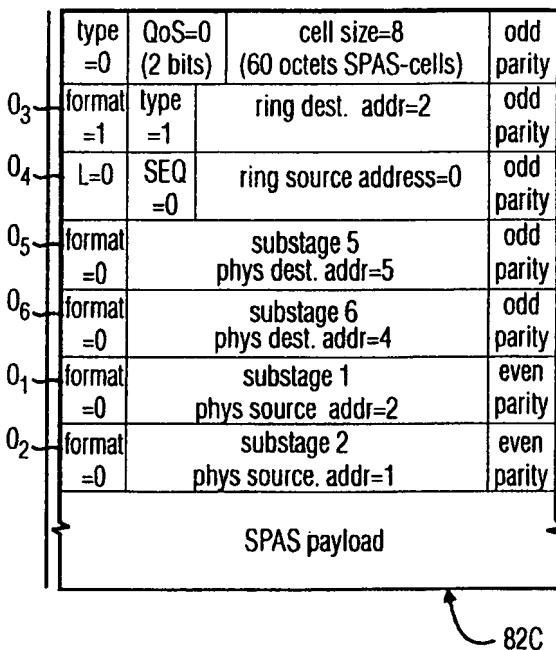 type QoS=0 cell size=8 odd
=0 (2 bits) (60 octets SPAS-cells) parity
O3 format type ring dest. addr=2 odd
=1 =1 parity
O4 L=0 SEQ ring source address=0 odd
=0 parity
O5 format substage 5 odd
=0 phys dest. addr=5 parity
O6 format substage 6 odd
=0 phys dest. addr=4 parity
O1 format substage 1 even
=0 phys source addr=2 parity
O2 format substage 2 even
=0 phys source. addr=1 parity
SPAS payload
82C